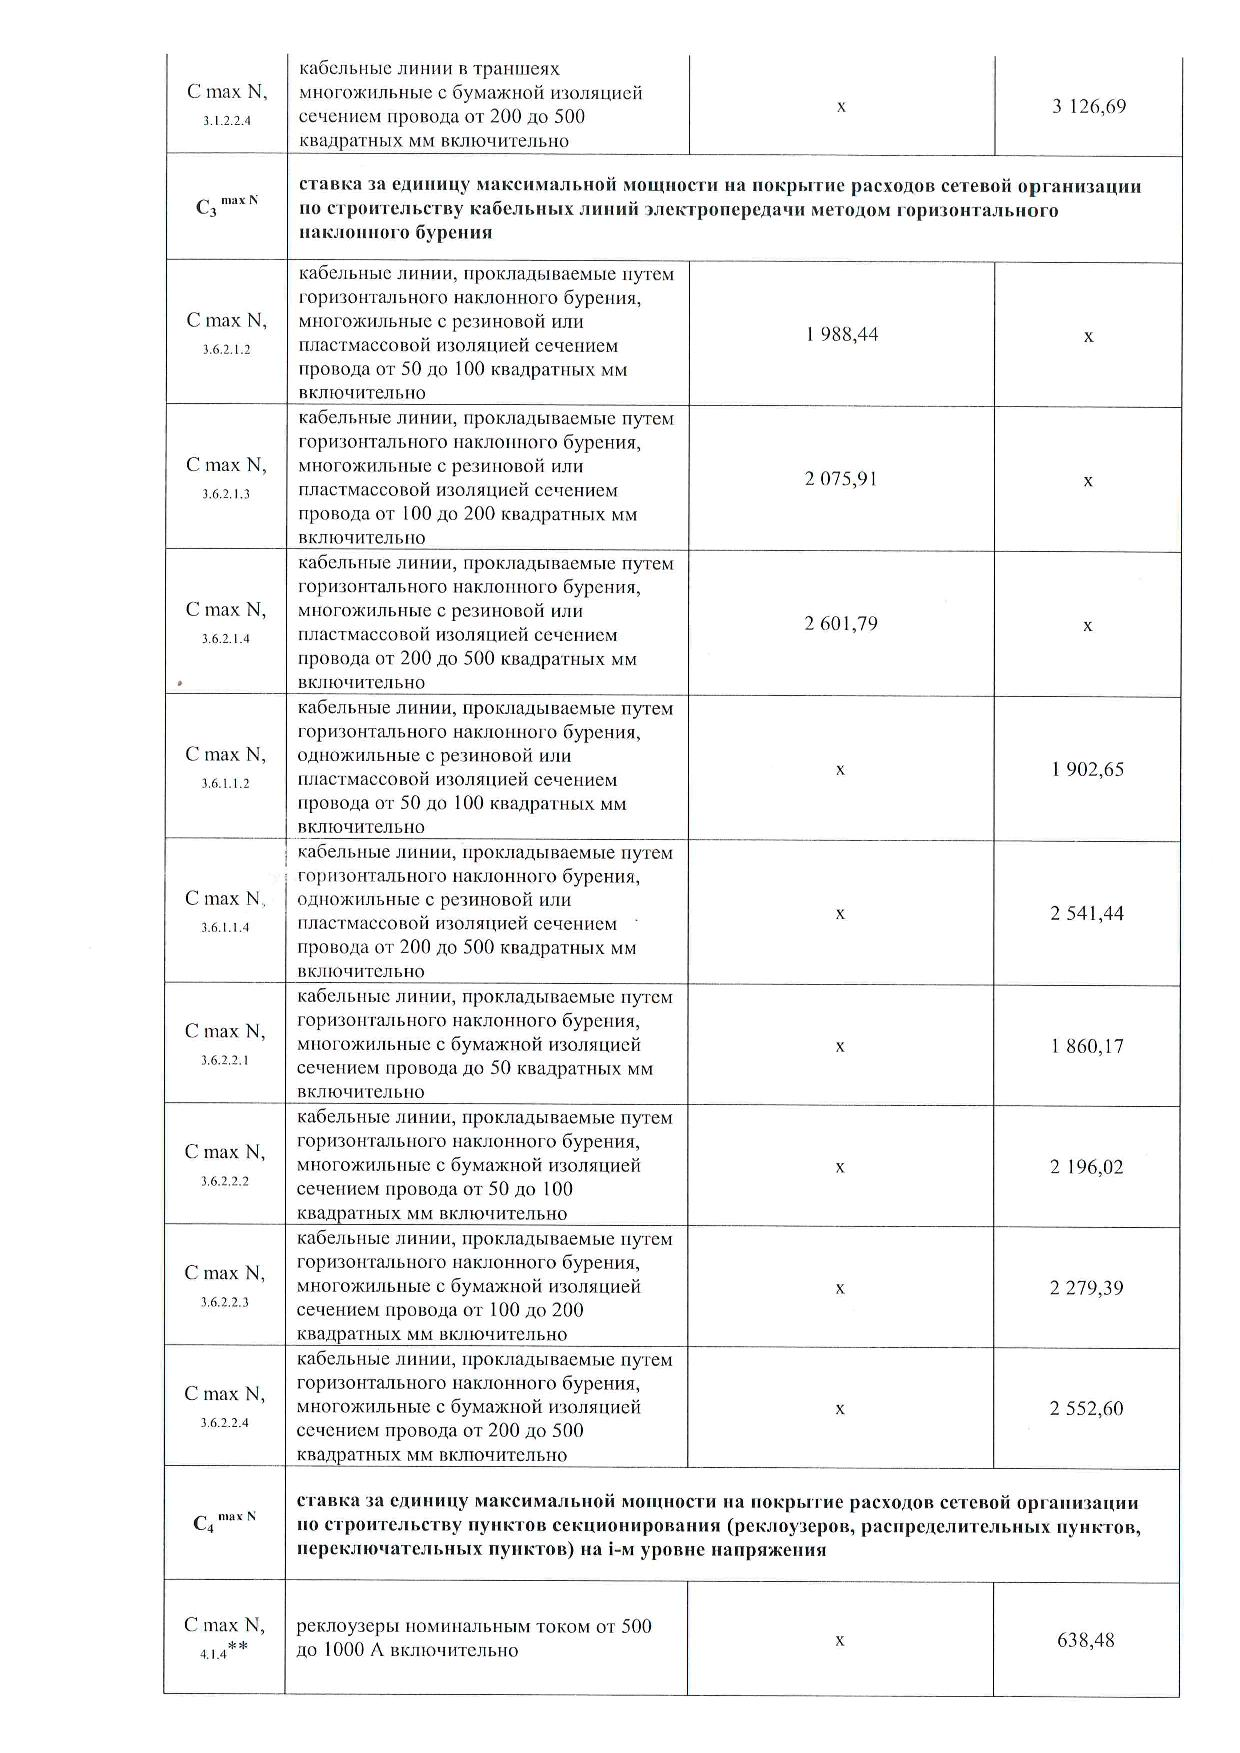 кабельные линии в траншеях
C max N,
3.1.2.2.4
многожильные с бумажной изоляцией
сечением провода от 200 до 500
квадратных мм включительно
x
3 126,69
C₃ max N
ставка за единицу максимальной мощности на покрытие расходов сетевой организации
по строительству кабельных линий электропередачи методом горизонтального
наклонного бурения
C max N,
3.6.2.1.2
кабельные линии, прокладываемые путем
горизонтального наклонного бурения,
многожильные с резиновой или
пластмассовой изоляцией сечением
провода от 50 до 100 квадратных мм
включительно
1 988,44
x
C max N,
3.6.2.1.3
кабельные линии, прокладываемые путем
горизонтального наклонного бурения,
многожильные с резиновой или
пластмассовой изоляцией сечением
провода от 100 до 200 квадратных мм
включительно
2 075,91
x
C max N,
3.6.2.1.4
кабельные линии, прокладываемые путем
горизонтального наклонного бурения,
многожильные с резиновой или
пластмассовой изоляцией сечением
провода от 200 до 500 квадратных мм
включительно
2 601,79
x
C max N,
3.6.1.1.2
кабельные линии, прокладываемые путем
горизонтального наклонного бурения,
одножильные с резиновой или
пластмассовой изоляцией сечением
провода от 50 до 100 квадратных мм
включительно
x
1 902,65
C max N,
3.6.1.1.4
кабельные линии, прокладываемые путем
горизонтального наклонного бурения,
одножильные с резиновой или
пластмассовой изоляцией сечением
провода от 200 до 500 квадратных мм
включительно
x
2 541,44
C max N,
3.6.2.2.1
кабельные линии, прокладываемые путем
горизонтального наклонного бурения,
многожильные с бумажной изоляцией
сечением провода до 50 квадратных мм
включительно
x
1 860,17
C max N,
3.6.2.2.2
кабельные линии, прокладываемые путем
горизонтального наклонного бурения,
многожильные с бумажной изоляцией
сечением провода от 50 до 100
квадратных мм включительно
x
2 196,02
C max N,
3.6.2.2.3
кабельные линии, прокладываемые путем
горизонтального наклонного бурения,
многожильные с бумажной изоляцией
сечением провода от 100 до 200
квадратных мм включительно
x
2 279,39
C max N,
3.6.2.2.4
кабельные линии, прокладываемые путем
горизонтального наклонного бурения,
многожильные с бумажной изоляцией
сечением провода от 200 до 500
квадратных мм включительно
x
2 552,60
C₄ max N
ставка за единицу максимальной мощности на покрытие расходов сетевой организации
по строительству пунктов секционирования (реклоузеров, распределительных пунктов,
переключательных пунктов) на i-м уровне напряжения
C max N,
4.1.4**
реклоузеры номинальным током от 500
до 1000 А включительно
x
638,48